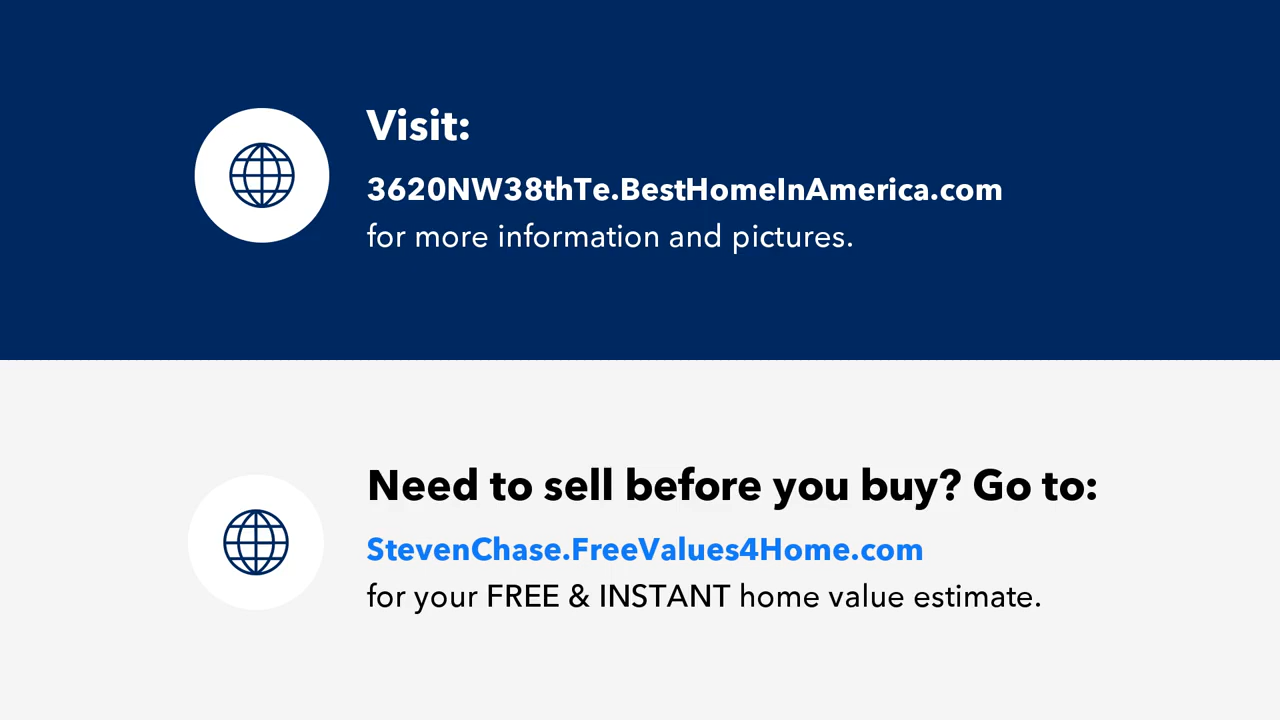 Visit:
3620NW38thTe.BestHomeInAmerica.com
for more information and pictures.
Need to sell before you buy? Go to:
StevenChase.FreeValues4Home.com
for your FREE & INSTANT home value estimate.